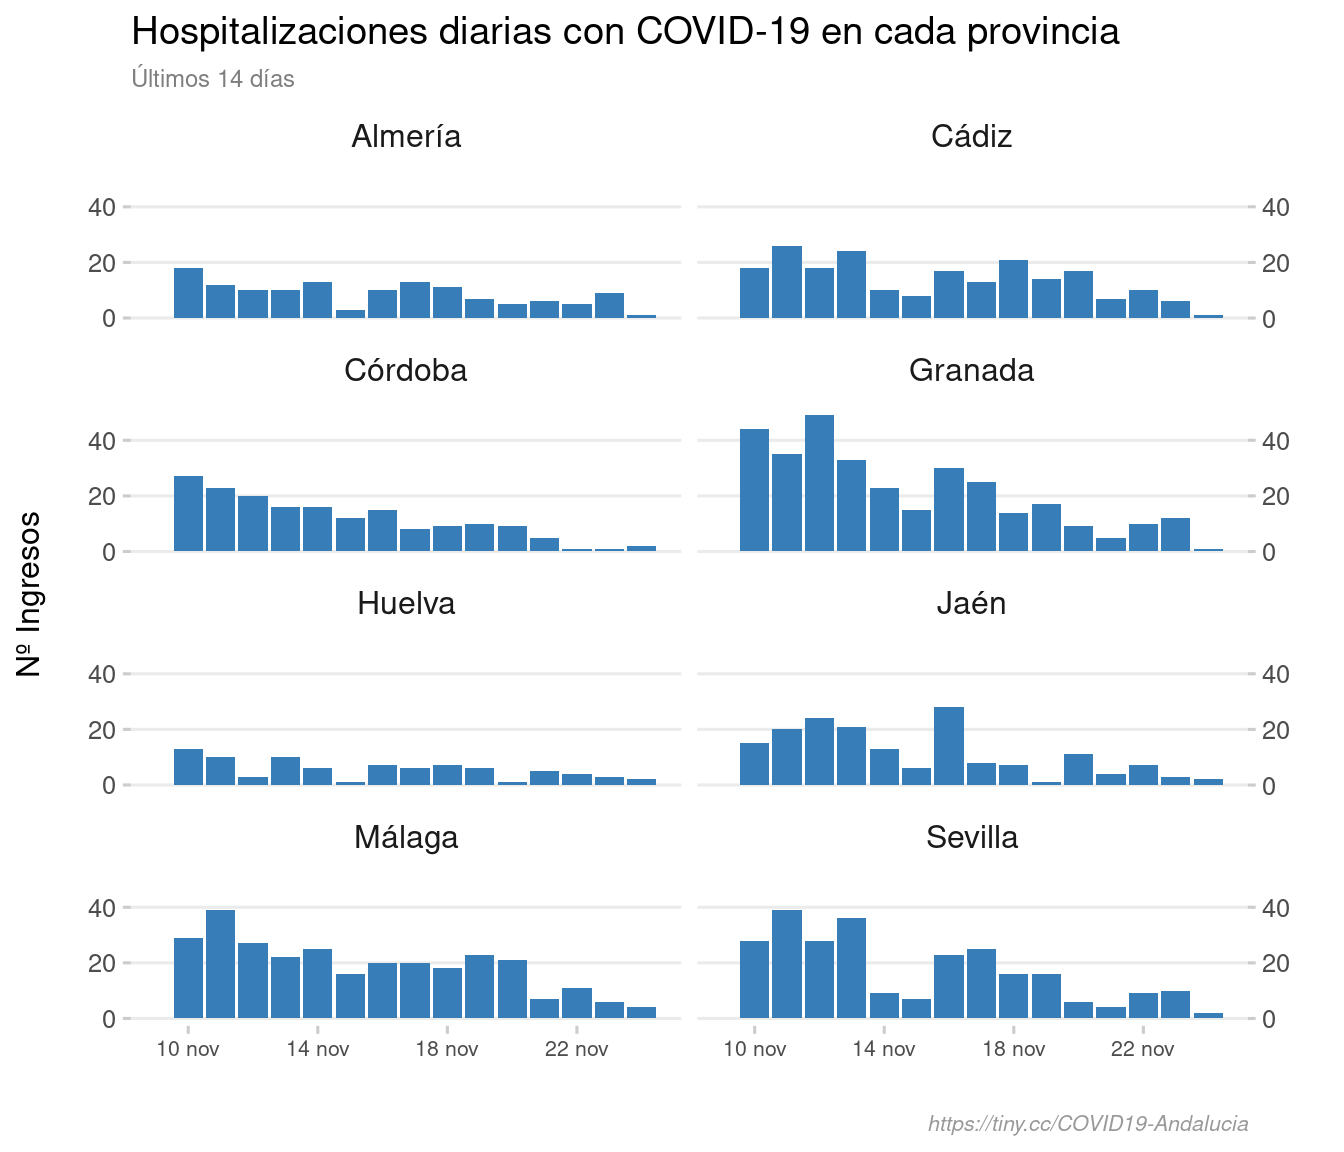 Hospitalizaciones diarias con COVID-19 en cada provincia
Últimos 14 días
Almería
Cádiz
40
40
20
20
0
0
Córdoba
Granada
40
40
20
20
0
0
Nº Ingresos
Huelva
Jaén
40
40
20
20
0
0
Málaga
Sevilla
40
40
20
20
0
0
10 nov 14 nov 18 nov 22 nov
10 nov 14 nov 18 nov 22 nov
https://tiny.cc/COVID19-Andalucia